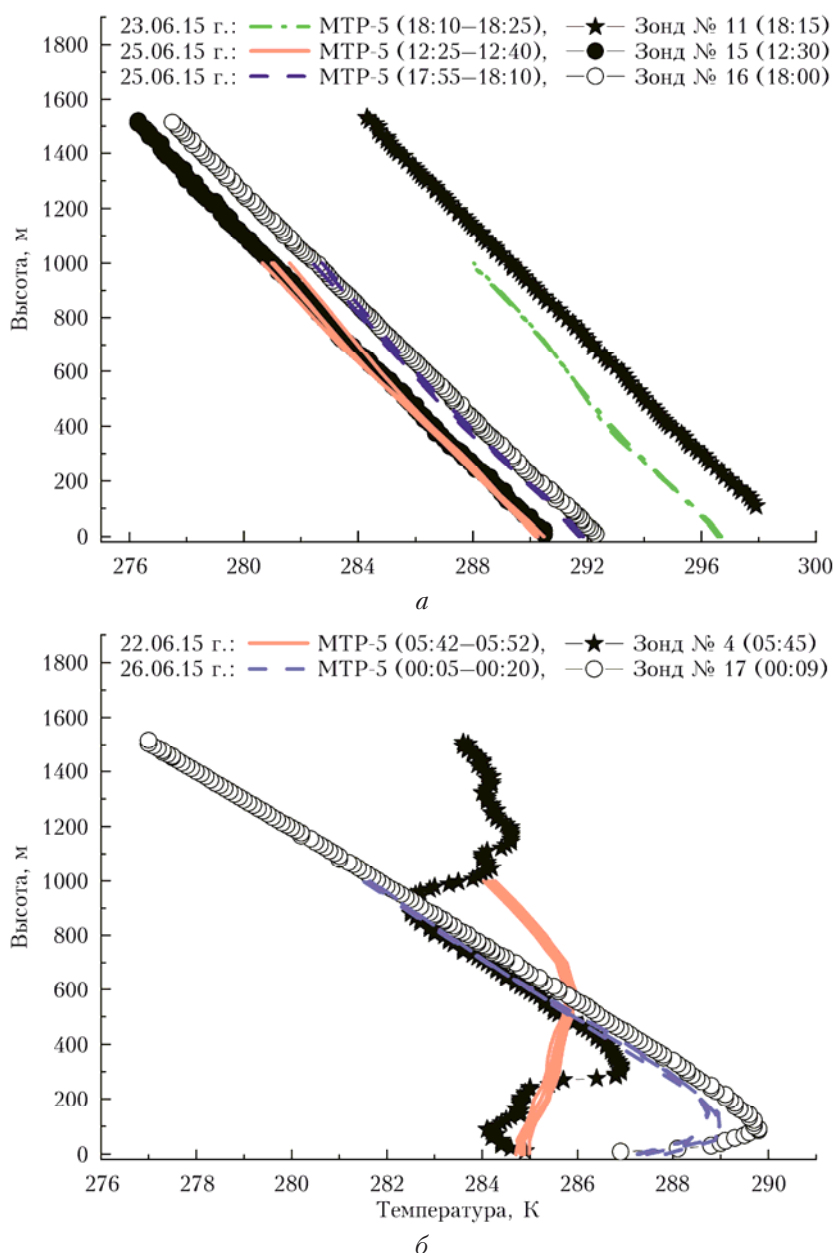 23.06.15 г.: МТР-5 (18:10–18:25), Зонд № 11 (18:15)
25.06.15 г.: МТР-5 (12:25–12:40), Зонд № 15 (12:30)
25.06.15 г.: МТР-5 (17:55–18:10), Зонд № 16 (18:00)
Высота, м
1800
1600
1400
1200
1000
800
600
400
200
0
276 280 284 288 292 296 300
а
22.06.15 г.: МТР-5 (05:42–05:52), Зонд № 4 (05:45)
26.06.15 г.: МТР-5 (00:05–00:20), Зонд № 17 (00:09)
Высота, м
1800
1600
1400
1200
1000
800
600
400
200
0
276 278 280 282 284 286 288 290
Температура, К
б